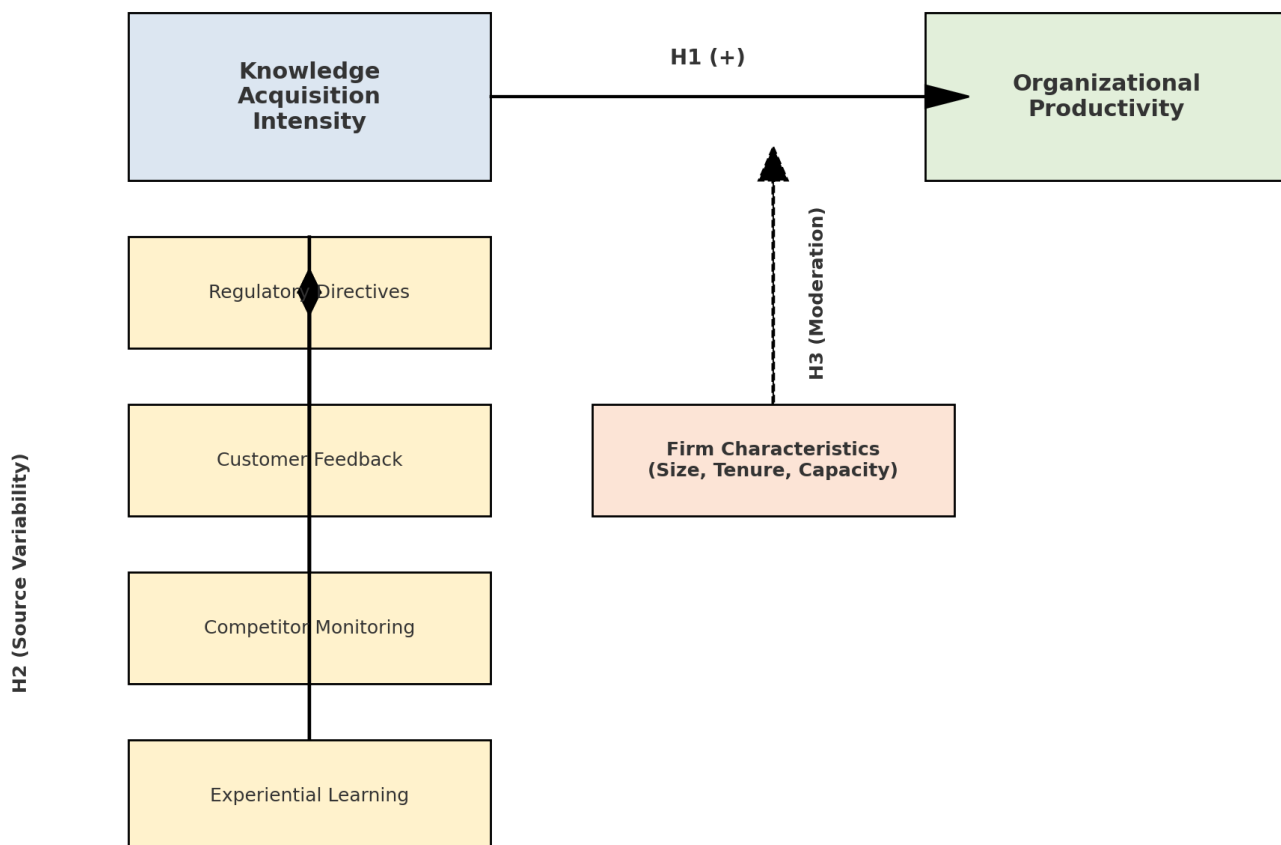 Knowledge
Acquisition
Intensity
H1 (+)
Organizational
Productivity
Regulatory Directives
H3 (Moderation)
Customer Feedback
Firm Characteristics
(Size, Tenure, Capacity)
H2 (Source Variability)
Competitor Monitoring
Experiential Learning